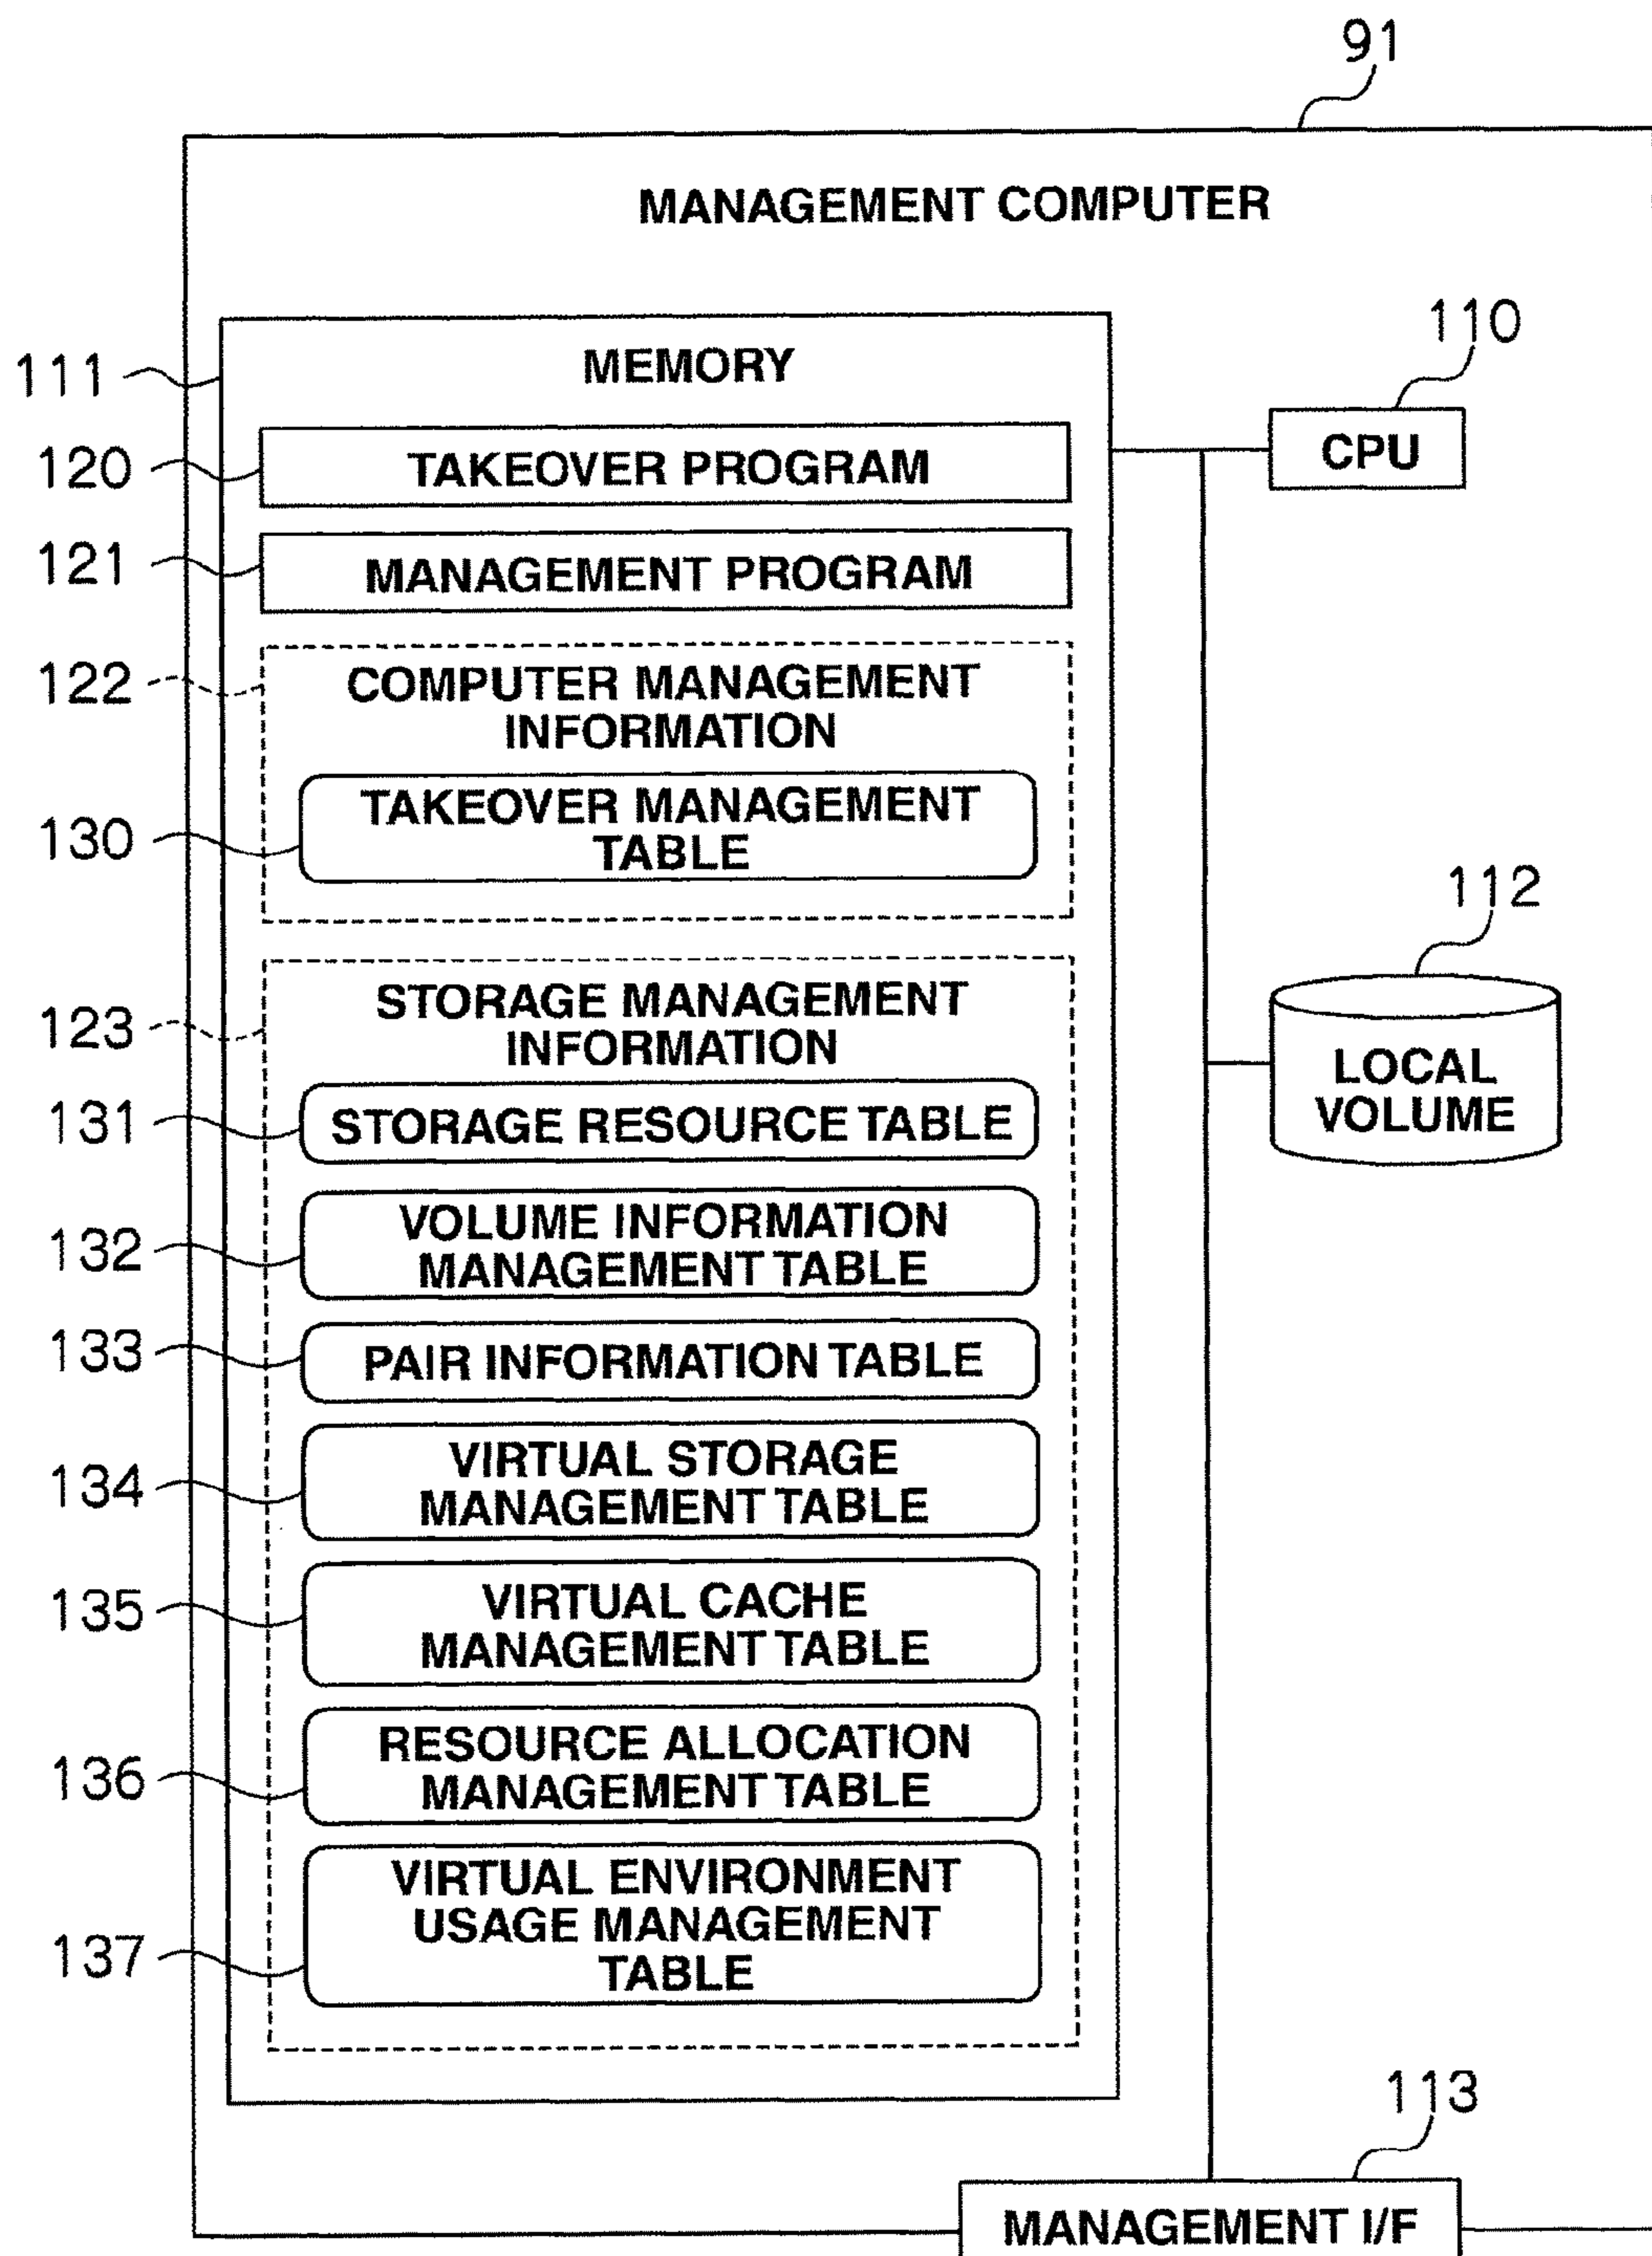 91
MANAGEMENT COMPUTER
111
MEMORY
110
CPU
120
TAKEOVER PROGRAM
121
MANAGEMENT PROGRAM
122
COMPUTER MANAGEMENT
INFORMATION
130
TAKEOVER MANAGEMENT
TABLE
112
LOCAL
VOLUME
123
STORAGE MANAGEMENT
INFORMATION
131
STORAGE RESOURCE TABLE
132
VOLUME INFORMATION
MANAGEMENT TABLE
133
PAIR INFORMATION TABLE
134
VIRTUAL STORAGE
MANAGEMENT TABLE
135
VIRTUAL CACHE
MANAGEMENT TABLE
136
RESOURCE ALLOCATION
MANAGEMENT TABLE
137
VIRTUAL ENVIRONMENT
USAGE MANAGEMENT
TABLE
113
MANAGEMENT I/F